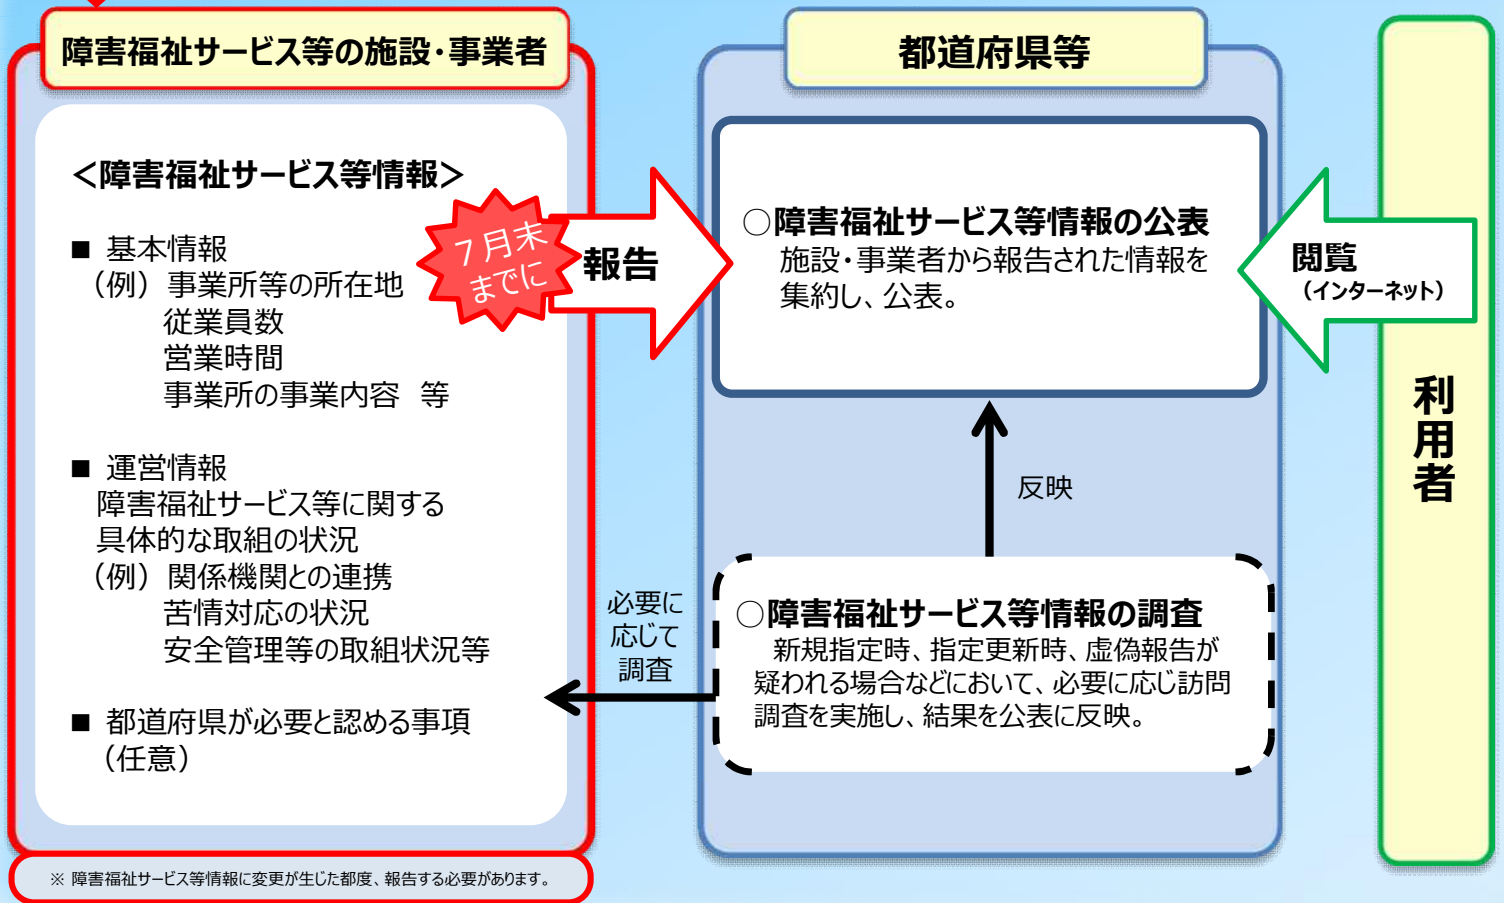 障害福祉サービス等の施設・事業者
＜障害福祉サービス等情報＞
■ 基本情報
（例）事業所等の所在地
従業員数
営業時間
事業所の事業内容　等
■ 運営情報
障害福祉サービス等に関する
具体的な取組の状況
（例）関係機関との連携
苦情対応の状況
安全管理等の取組状況等
■ 都道府県が必要と認める事項
（任意）
※ 障害福祉サービス等情報に変更が生じた都度、報告する必要があります。
７月末
までに
報告
必要に
応じて
調査
都道府県等
○障害福祉サービス等情報の公表
施設・事業者から報告された情報を
集約し、公表。
反映
○障害福祉サービス等情報の調査
新規指定時、指定更新時、虚偽報告が
疑われる場合などにおいて、必要に応じ訪問
調査を実施し、結果を公表に反映。
閲覧
（インターネット）
利用者